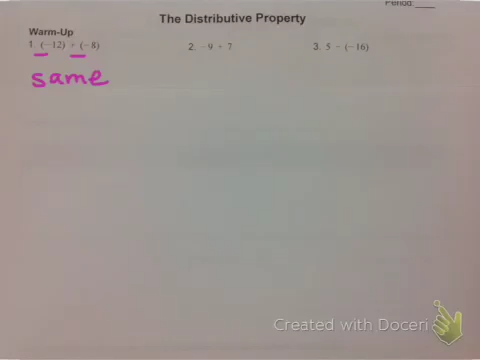 Period: ____
The Distributive Property
Warm-Up
1. (−12) + (−8)
2. −9 + 7
3. 5 − (−16)
same
Created with Doceri